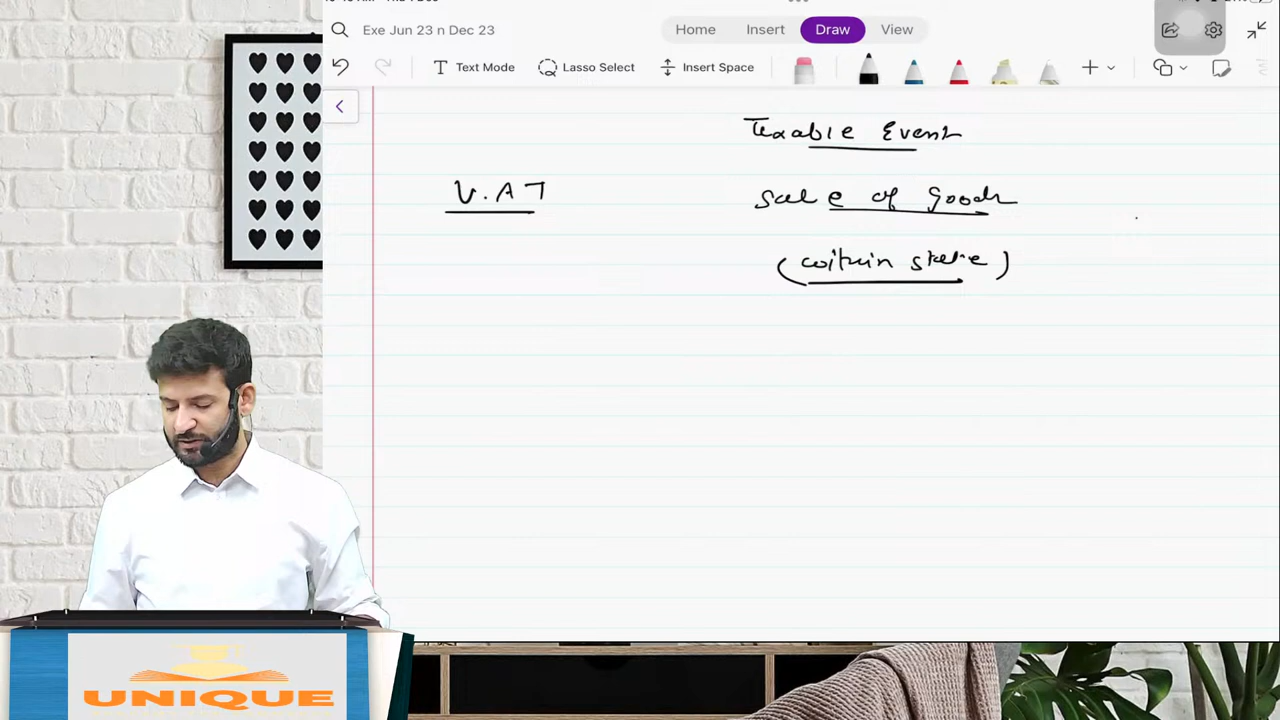 Exe Jun 23 n Dec 23
Home Insert Draw View
Text Mode Lasso Select Insert Space
Taxable Event
V.AT Sale of Goods
(within state)
UNIQUE